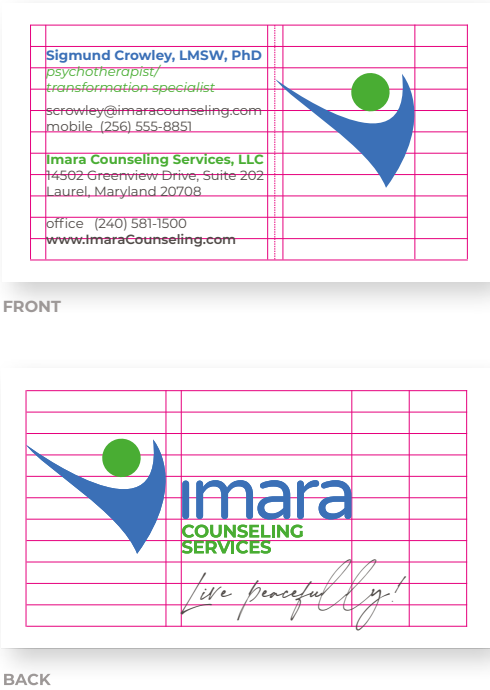 Sigmund Crowley, LMSW, PhD
psychotherapist/
transformation specialist
scrowley@imaracounseling.com
mobile (256) 555-8851
Imara Counseling Services, LLC
14502 Greenview Drive, Suite 202
Laurel, Maryland 20708
office (240) 581-1500
www.ImaraCounseling.com
FRONT
imara
COUNSELING
SERVICES
Live peacefully!
BACK